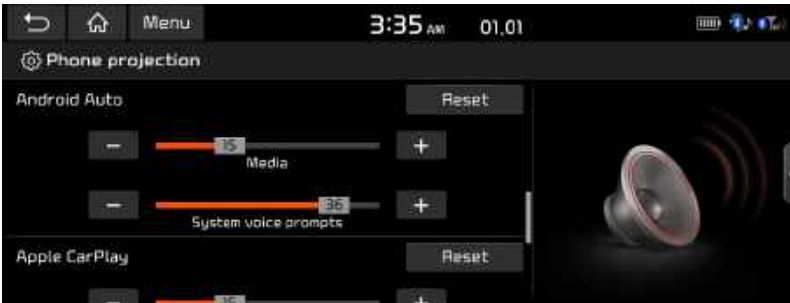 Menu 3:35 AM 01.01
Phone projection
Android Auto Reset
− 15 +
Media
− 36 +
System voice prompts
Apple CarPlay Reset
− 15 +